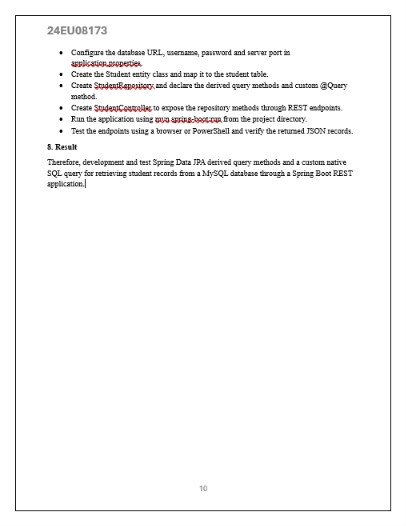 24EU08173
• Configure the database URL, username, password and server port in
application.properties.
• Create the Student entity class and map it to the student table.
• Create StudentRepository and declare the derived query methods and custom @Query
method.
• Create StudentController to expose the repository methods through REST endpoints.
• Run the application using mvn spring-boot:run from the project directory.
• Test the endpoints using a browser or PowerShell and verify the returned JSON records.
8. Result
Therefore, development and test Spring Data JPA derived query methods and a custom native
SQL query for retrieving student records from a MySQL database through a Spring Boot REST
application.
10